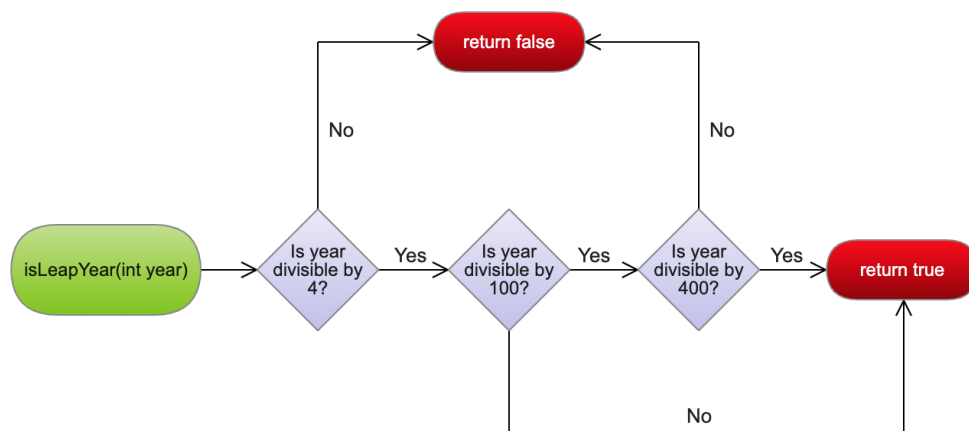 return false
No
No
isLeapYear(int year)
Is year
divisible by
4?
Yes
Is year
divisible by
100?
Yes
Is year
divisible by
400?
Yes
return true
No